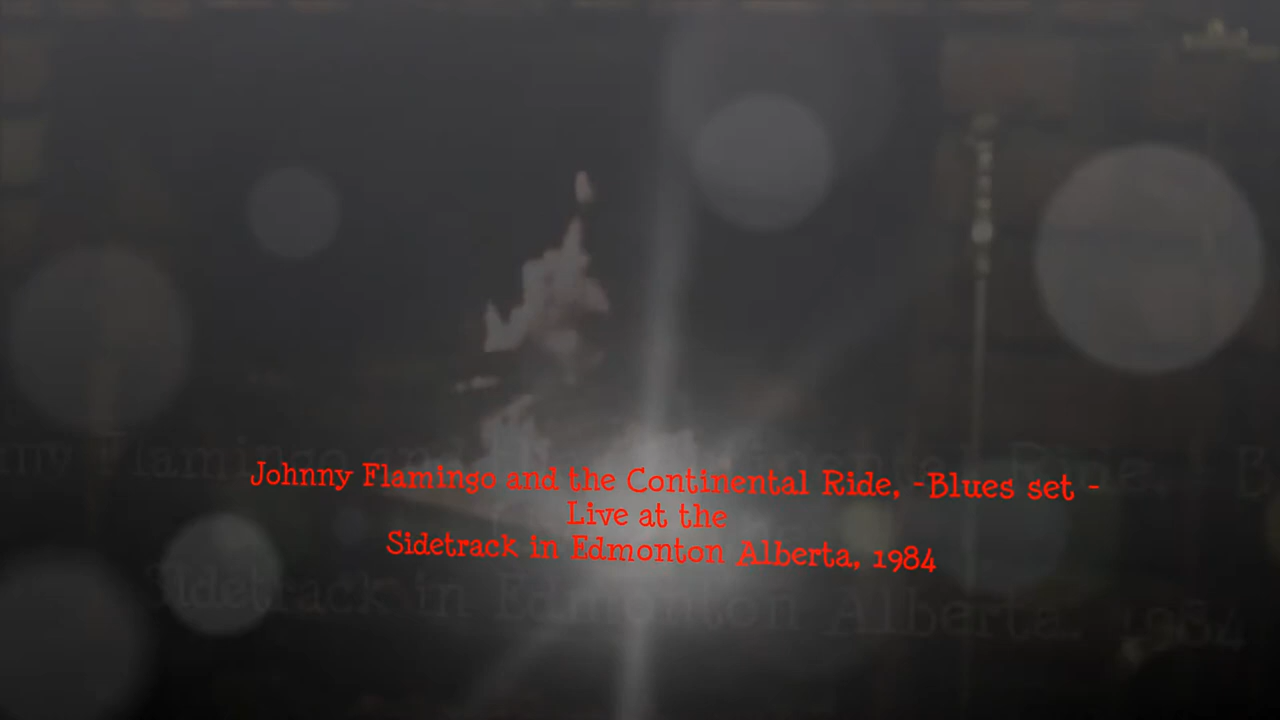 Johnny Flamingo and the Continental Ride, -Blues set -
Live at the
Sidetrack in Edmonton Alberta, 1984